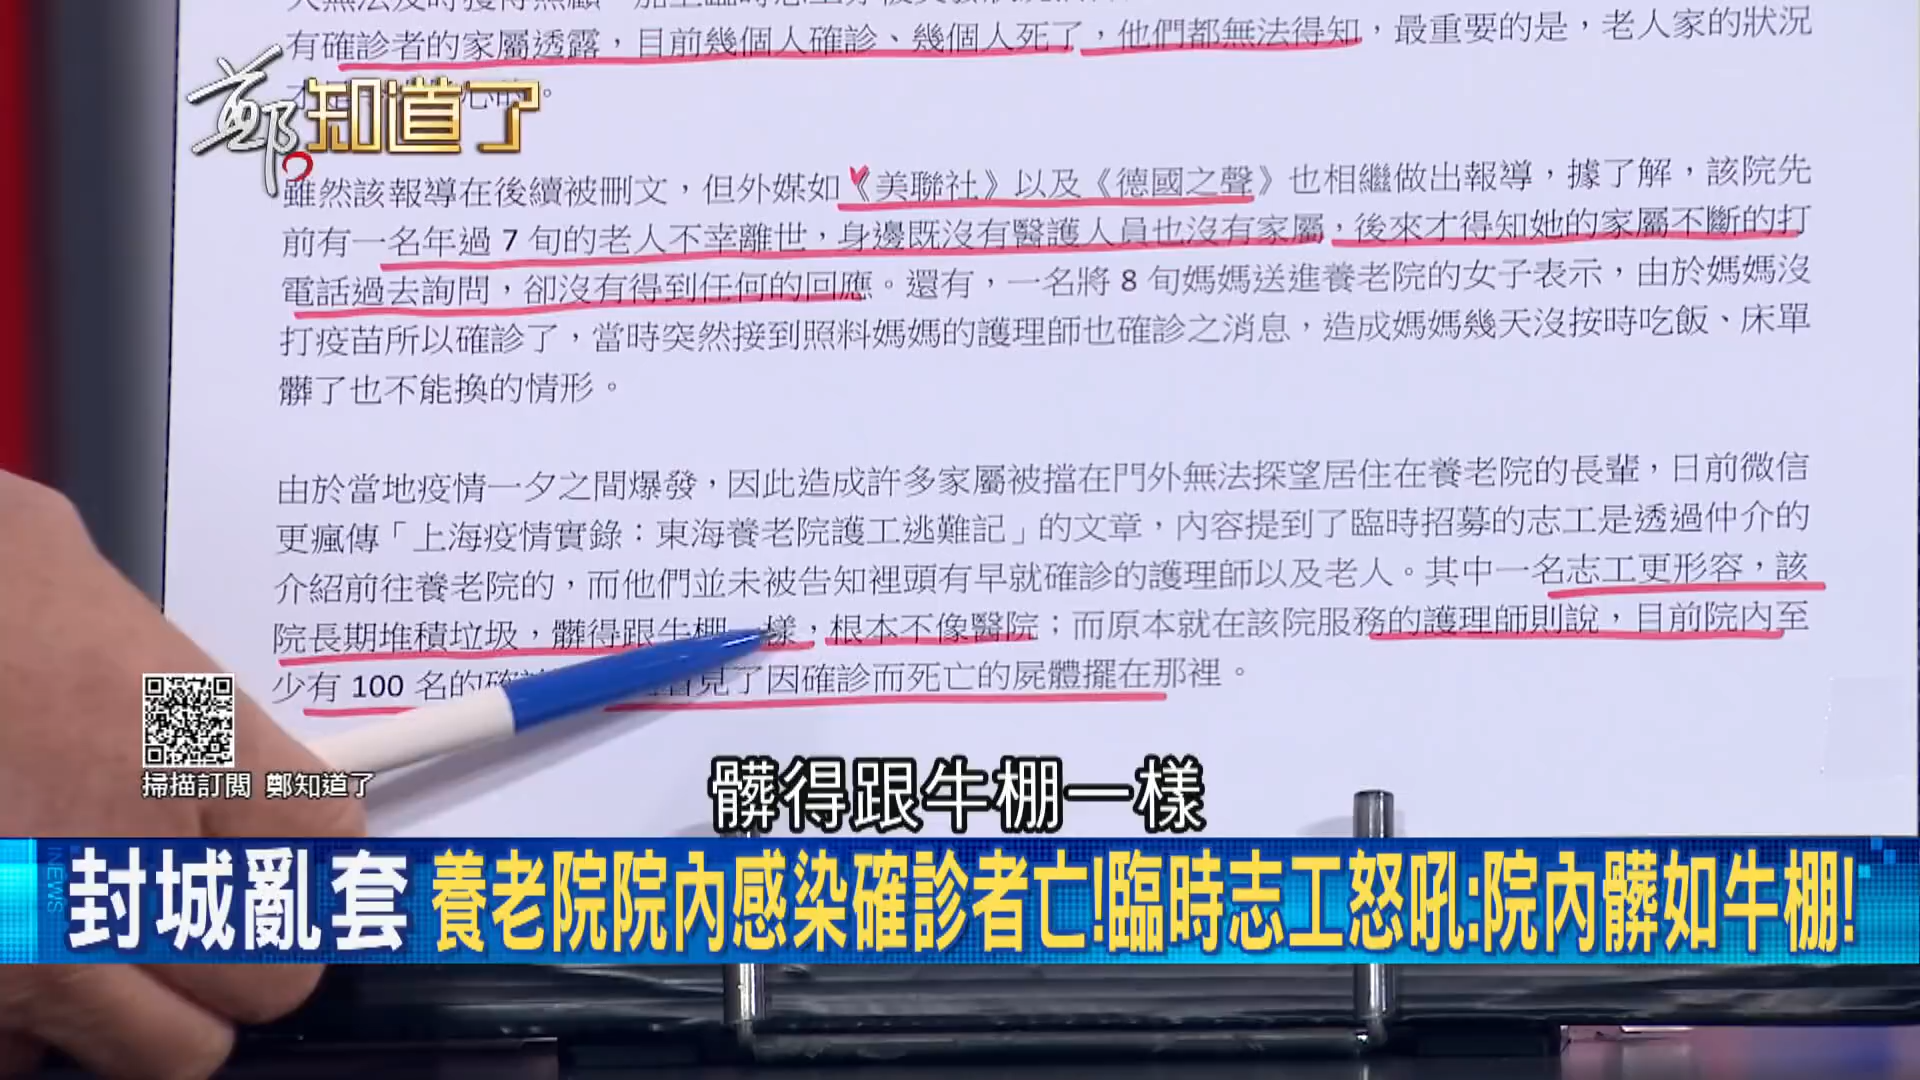 有確診者的家屬透露，目前幾個人確診、幾個人死了，他們都無法得知，最重要的是，老人家的狀況
鄭知道了
雖然該報導在後續被刪文，但外媒如《美聯社》以及《德國之聲》也相繼做出報導，據了解，該院先
前有一名年過 7 旬的老人不幸離世，身邊既沒有醫護人員也沒有家屬，後來才得知她的家屬不斷的打
電話過去詢問，卻沒有得到任何的回應。還有，一名將 8 旬媽媽送進養老院的女子表示，由於媽媽沒
打疫苗所以確診了，當時突然接到照料媽媽的護理師也確診之消息，造成媽媽幾天沒按時吃飯、床單
髒了也不能換的情形。
由於當地疫情一夕之間爆發，因此造成許多家屬被擋在門外無法探望居住在養老院的長輩，日前微信
更瘋傳「上海疫情實錄：東海養老院護工逃難記」的文章，內容提到了臨時招募的志工是透過仲介的
介紹前往養老院的，而他們並未被告知裡頭有早就確診的護理師以及老人。其中一名志工更形容，該
院長期堆積垃圾，髒得跟牛棚一樣，根本不像醫院；而原本就在該院服務的護理師則說，目前院內至
少有 100 名的確 見了因確診而死亡的屍體擺在那裡。
掃描訂閱 鄭知道了
髒得跟牛棚一樣
INEWS
封城亂套 養老院院內感染確診者亡!臨時志工怒吼:院內髒如牛棚!